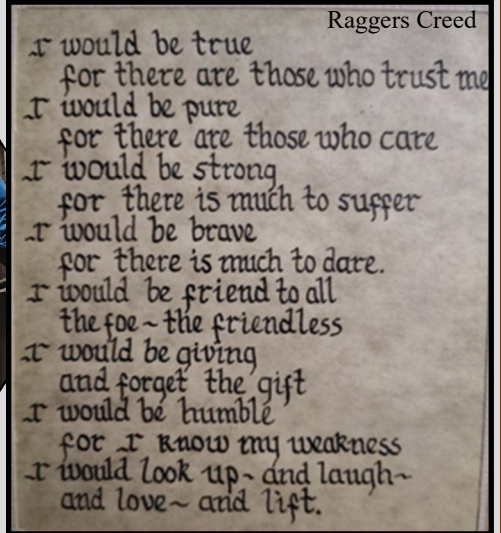 Raggers Creed
I would be true
for there are those who trust me
I would be pure
for there are those who care
I would be strong
for there is much to suffer
I would be brave
for there is much to dare.
I would be friend to all
the foe~the friendless
I would be giving
and forget the gift
I would be humble
for I know my weakness
I would look up~ and laugh~
and love~ and lift.